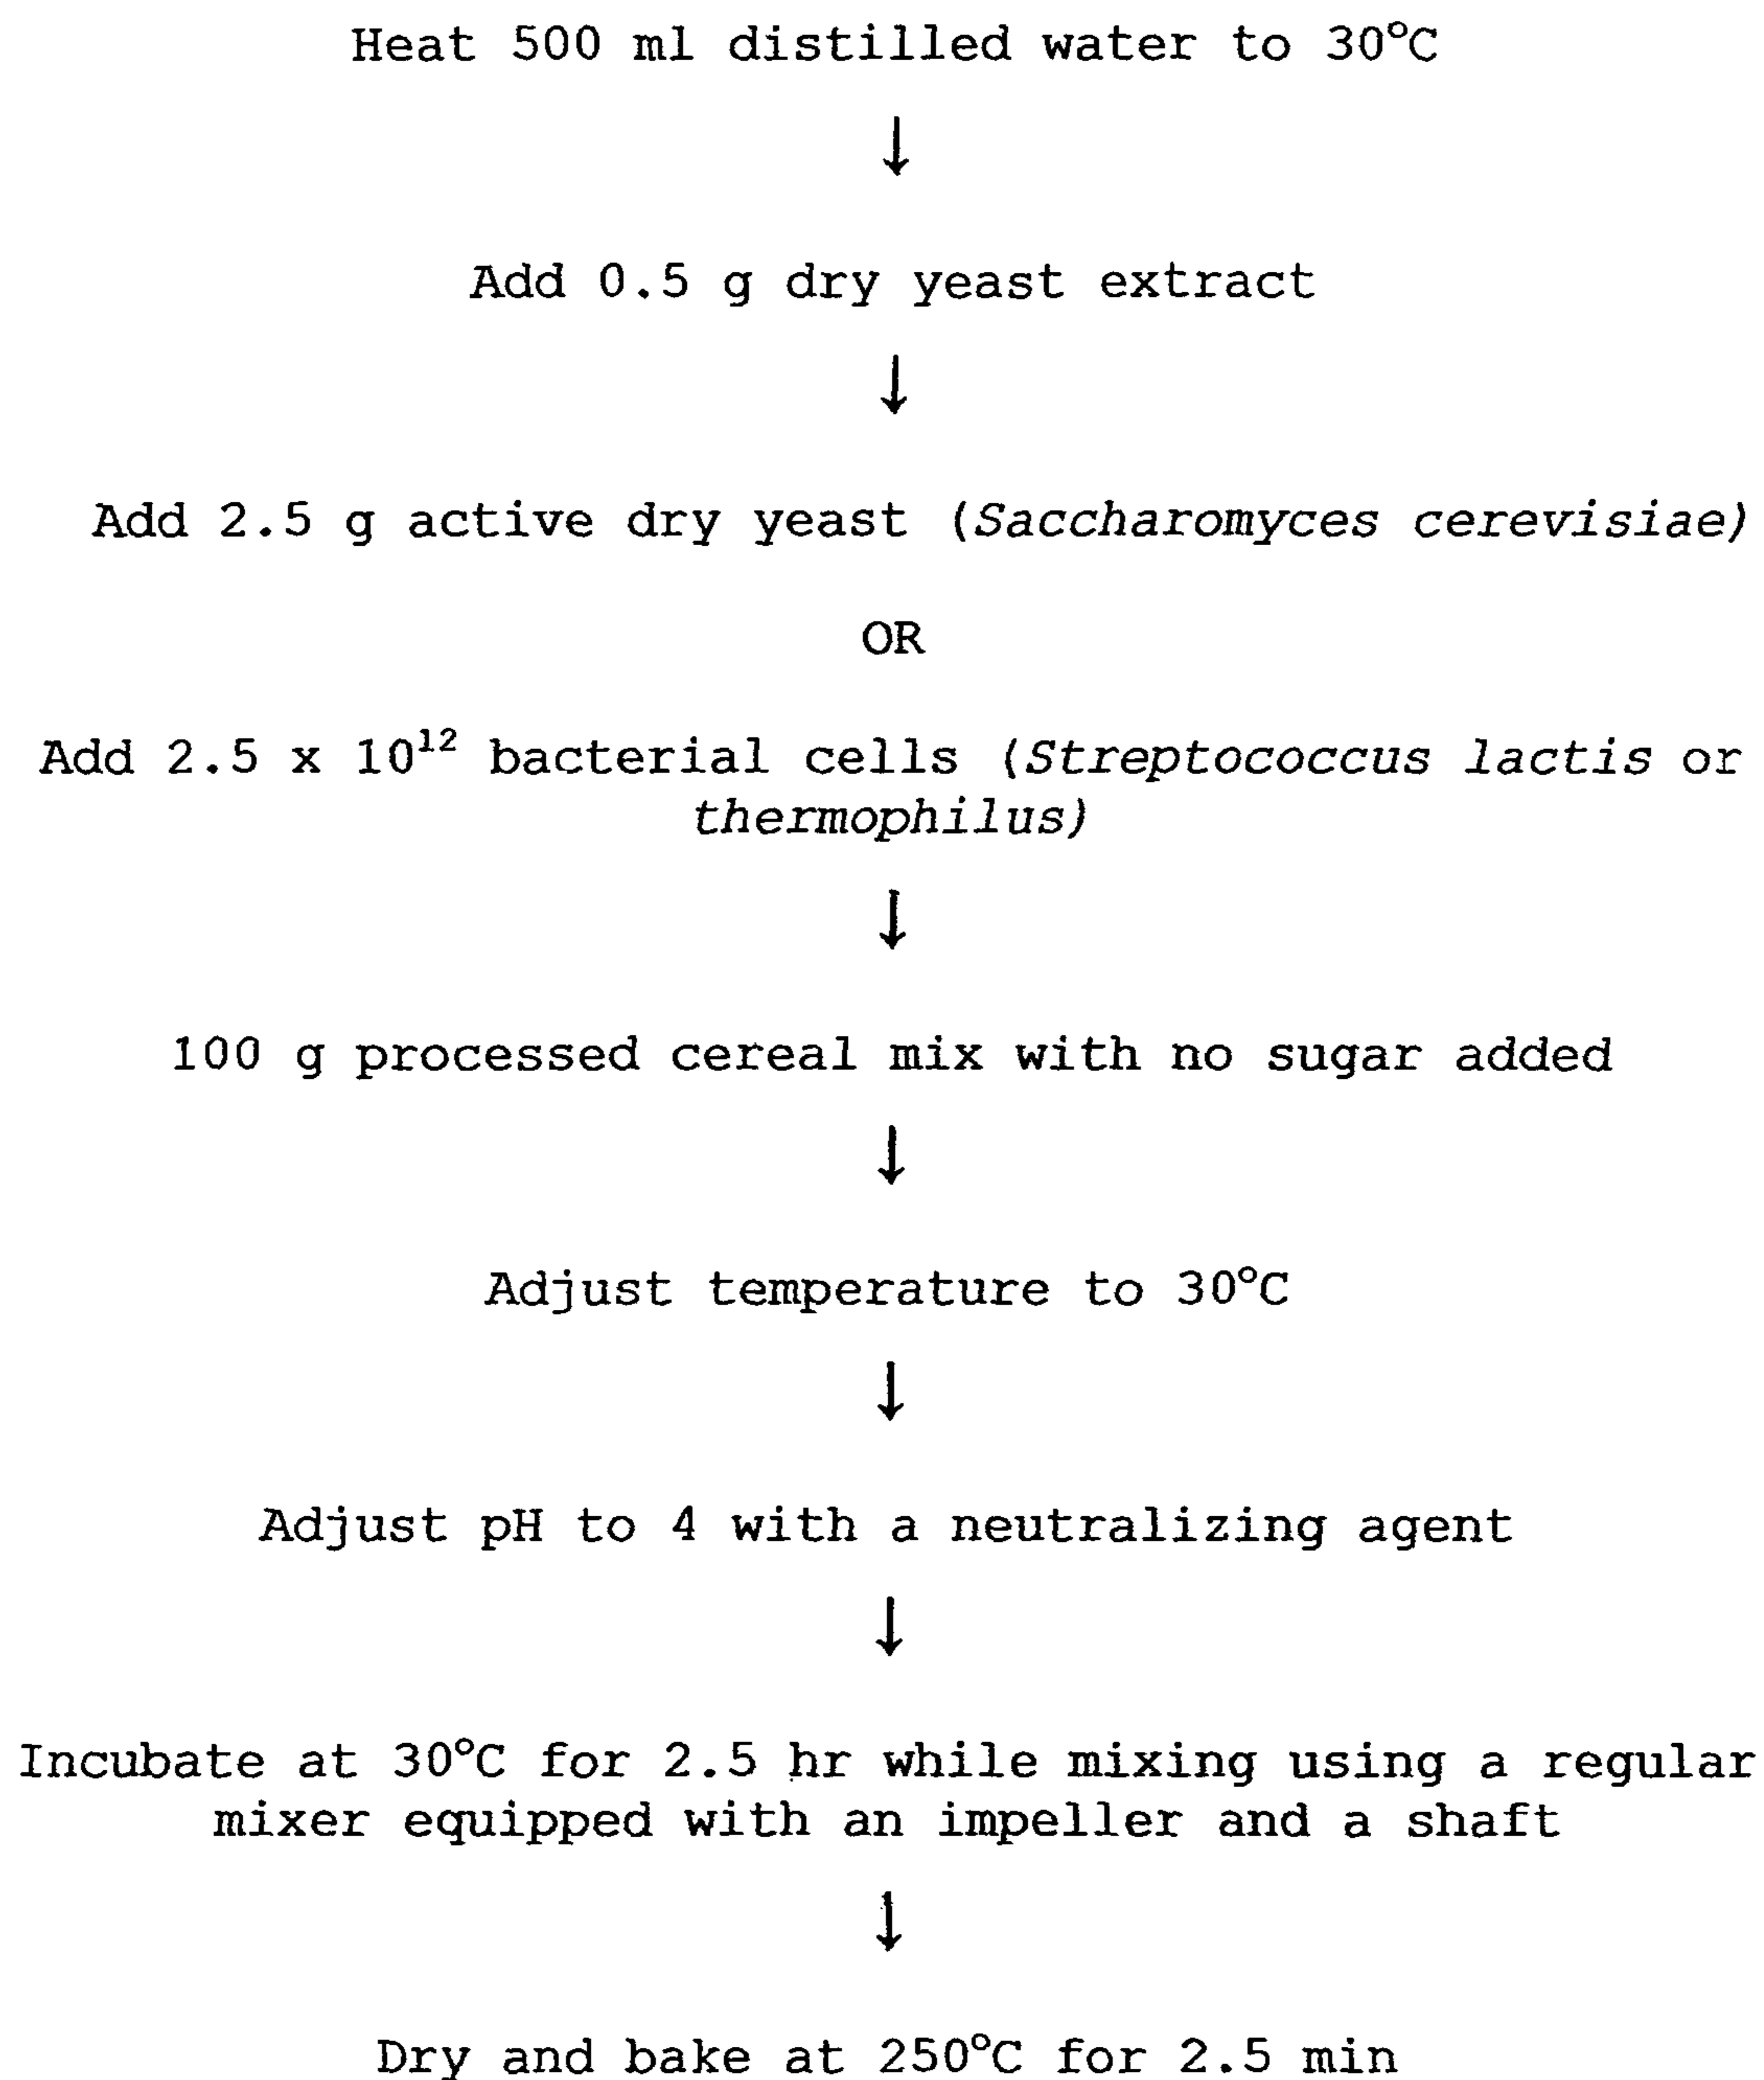 Heat 500 ml distilled water to 30°C
↓
Add 0.5 g dry yeast extract
↓
Add 2.5 g active dry yeast (Saccharomyces cerevisiae)
OR
Add 2.5 x 10¹² bacterial cells (Streptococcus lactis or
thermophilus)
↓
100 g processed cereal mix with no sugar added
↓
Adjust temperature to 30°C
↓
Adjust pH to 4 with a neutralizing agent
↓
Incubate at 30°C for 2.5 hr while mixing using a regular
mixer equipped with an impeller and a shaft
↓
Dry and bake at 250°C for 2.5 min